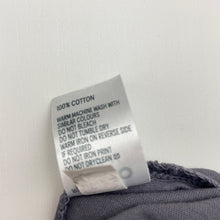 100% COTTON
WARM MACHINE WASH WITH
SIMILAR COLOURS
DO NOT BLEACH
DO NOT TUMBLE DRY
WARM IRON ON REVERSE SIDE
IF REQUIRED
DO NOT IRON PRINT
DO NOT DRYCLEAN